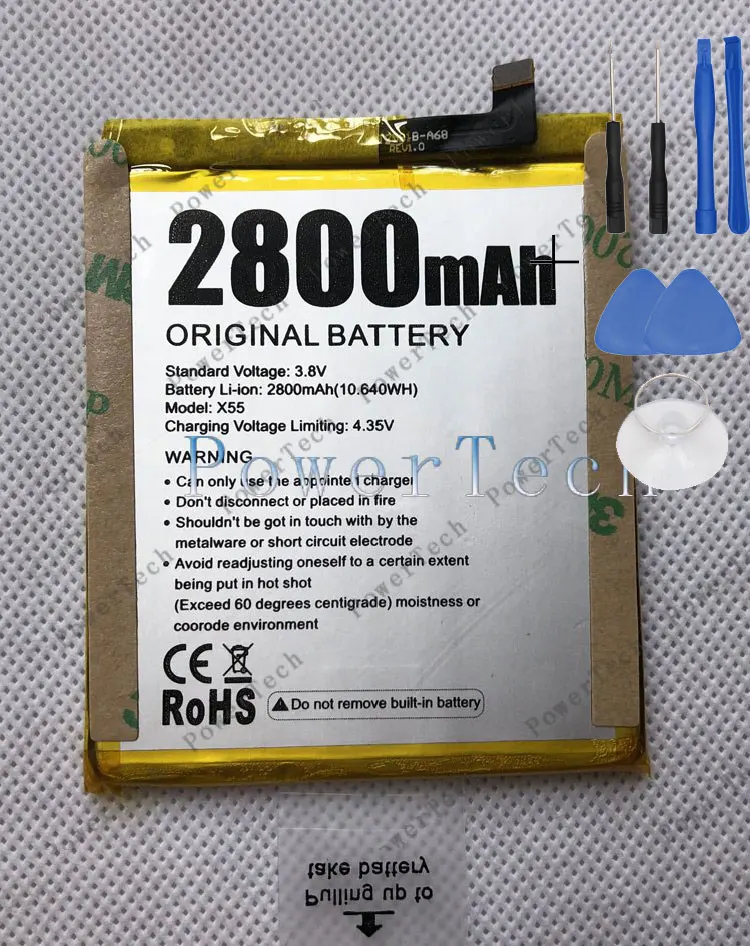 B-A68
REV1.0
2800mAh
ORIGINAL BATTERY
Standard Voltage: 3.8V
Battery Li-ion: 2800mAh(10.640WH)
Model: X55
Charging Voltage Limiting: 4.35V
WARNING
PowerTech
• Can only use the appointed charger
• Don't disconnect or placed in fire
• Shouldn't be got in touch with by the
metalware or short circuit electrode
• Avoid readjusting oneself to a certain extent
being put in hot shot
(Exceed 60 degrees centigrade) moistness or
coorode environment
CE
RoHS
Do not remove built-in battery
Pulling up to
take battery